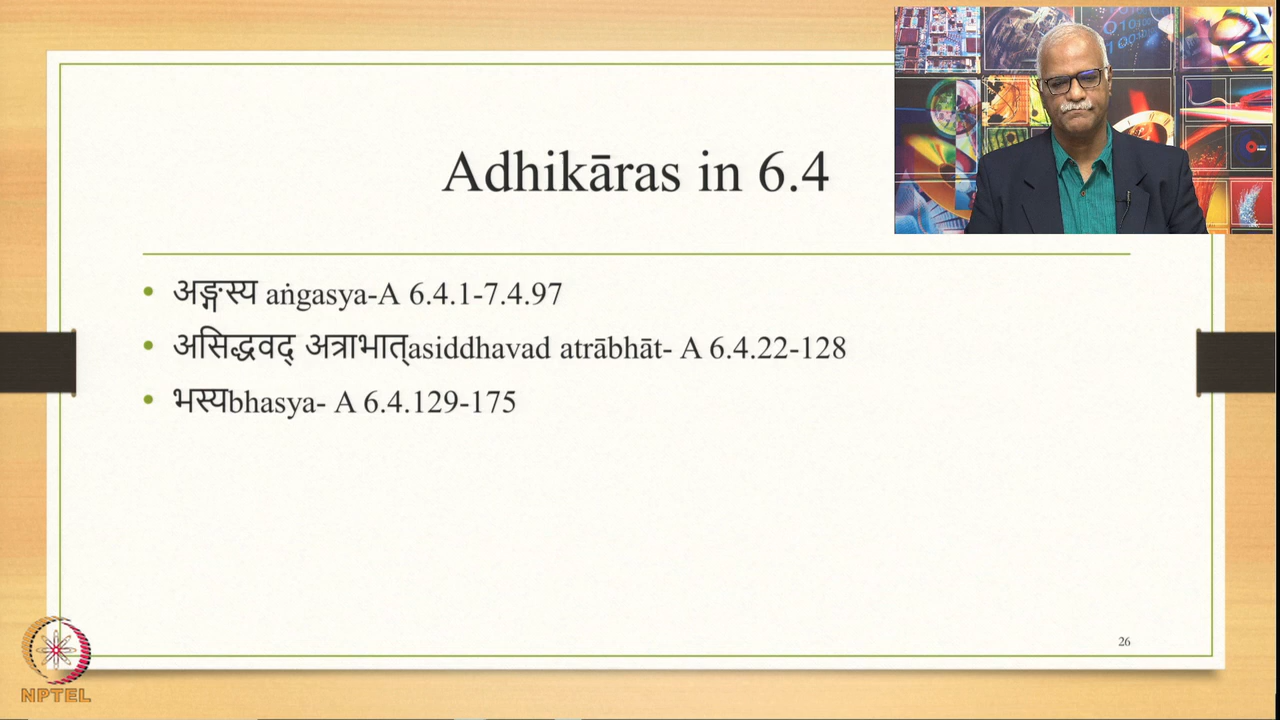 Adhikāras in 6.4
• अङ्गस्य aṅgasya-A 6.4.1-7.4.97
• असिद्धवद् अत्राभात्asiddhavad atrābhāt- A 6.4.22-128
• भस्यbhasya- A 6.4.129-175
26
NPTEL